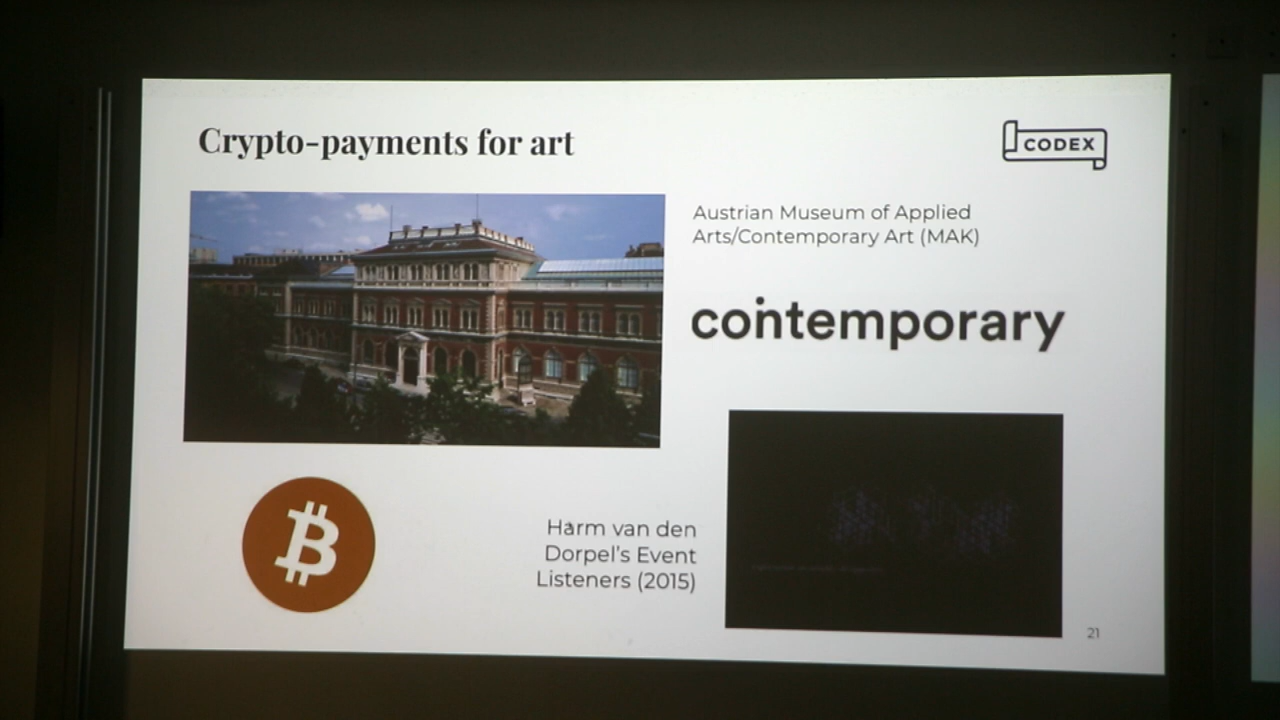 Crypto-payments for art
CODEX
Austrian Museum of Applied
Arts/Contemporary Art (MAK)
contemporary
Harm van den
Dorpel's Event
Listeners (2015)
21